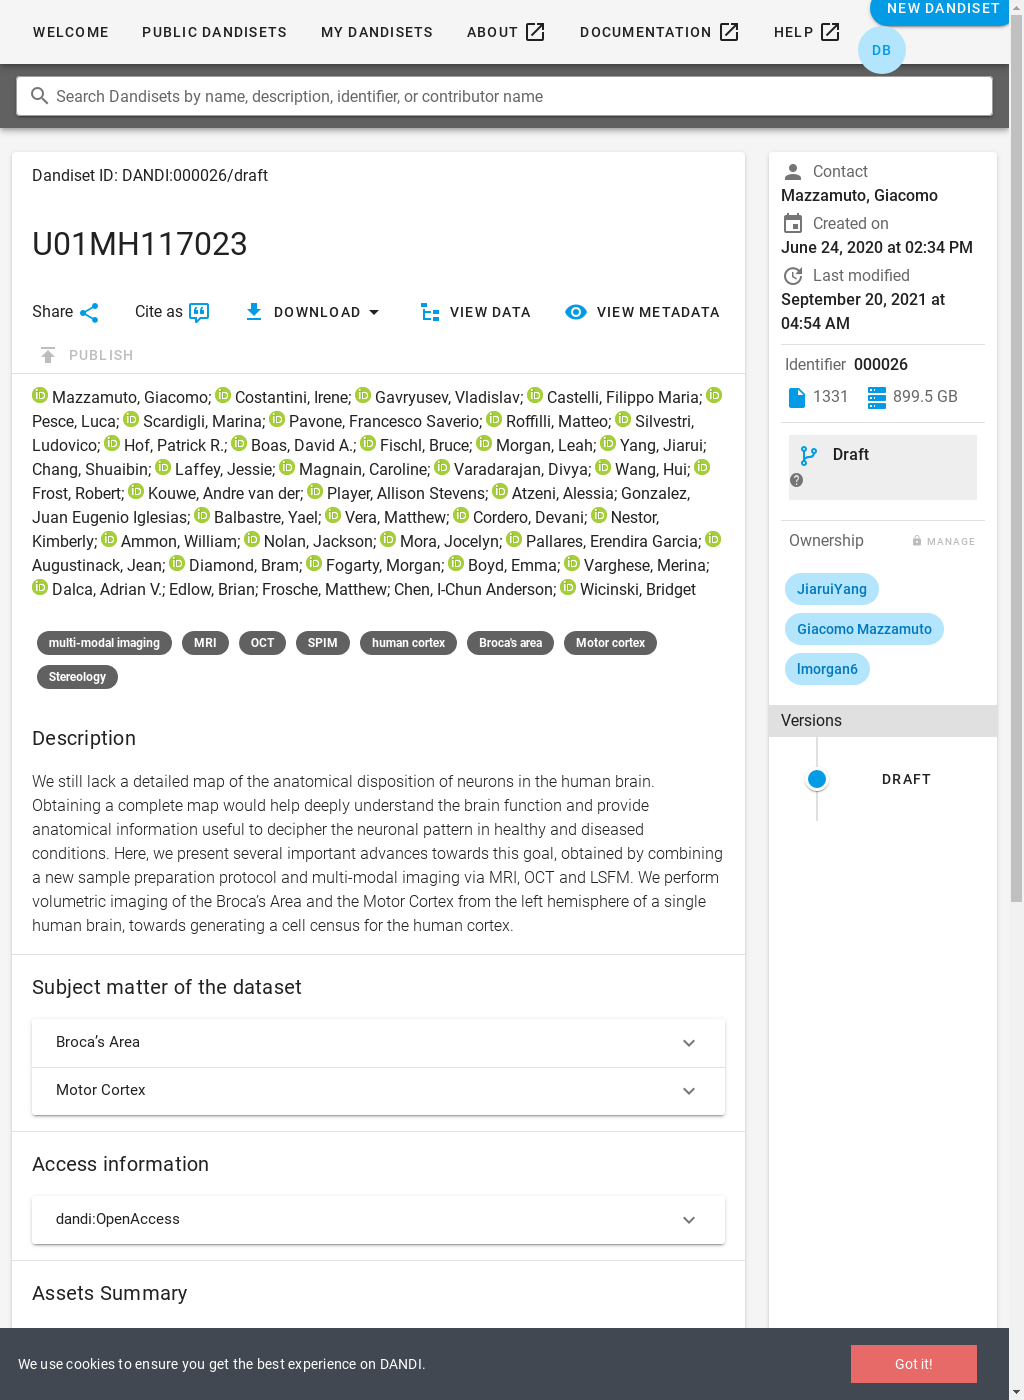 WELCOME PUBLIC DANDISETS MY DANDISETS ABOUT DOCUMENTATION HELP NEW DANDISET
DB
Search Dandisets by name, description, identifier, or contributor name
Dandiset ID: DANDI:000026/draft
U01MH117023
Share Cite as DOWNLOAD VIEW DATA VIEW METADATA
PUBLISH
Mazzamuto, Giacomo; Costantini, Irene; Gavryusev, Vladislav; Castelli, Filippo Maria;
Pesce, Luca; Scardigli, Marina; Pavone, Francesco Saverio; Roffilli, Matteo; Silvestri,
Ludovico; Hof, Patrick R.; Boas, David A.; Fischl, Bruce; Morgan, Leah; Yang, Jiarui;
Chang, Shuaibin; Laffey, Jessie; Magnain, Caroline; Varadarajan, Divya; Wang, Hui;
Frost, Robert; Kouwe, Andre van der; Player, Allison Stevens; Atzeni, Alessia; Gonzalez,
Juan Eugenio Iglesias; Balbastre, Yael; Vera, Matthew; Cordero, Devani; Nestor,
Kimberly; Ammon, William; Nolan, Jackson; Mora, Jocelyn; Pallares, Erendira Garcia;
Augustinack, Jean; Diamond, Bram; Fogarty, Morgan; Boyd, Emma; Varghese, Merina;
Dalca, Adrian V.; Edlow, Brian; Frosche, Matthew; Chen, I-Chun Anderson; Wicinski, Bridget
multi-modal imaging MRI OCT SPIM human cortex Broca's area Motor cortex
Stereology
Description
We still lack a detailed map of the anatomical disposition of neurons in the human brain.
Obtaining a complete map would help deeply understand the brain function and provide
anatomical information useful to decipher the neuronal pattern in healthy and diseased
conditions. Here, we present several important advances towards this goal, obtained by combining
a new sample preparation protocol and multi-modal imaging via MRI, OCT and LSFM. We perform
volumetric imaging of the Broca’s Area and the Motor Cortex from the left hemisphere of a single
human brain, towards generating a cell census for the human cortex.
Subject matter of the dataset
Broca’s Area
Motor Cortex
Access information
dandi:OpenAccess
Assets Summary
Contact
Mazzamuto, Giacomo
Created on
June 24, 2020 at 02:34 PM
Last modified
September 20, 2021 at
04:54 AM
Identifier 000026
1331 899.5 GB
Draft
Ownership MANAGE
JiaruiYang
Giacomo Mazzamuto
lmorgan6
Versions
DRAFT
We use cookies to ensure you get the best experience on DANDI.
Got it!